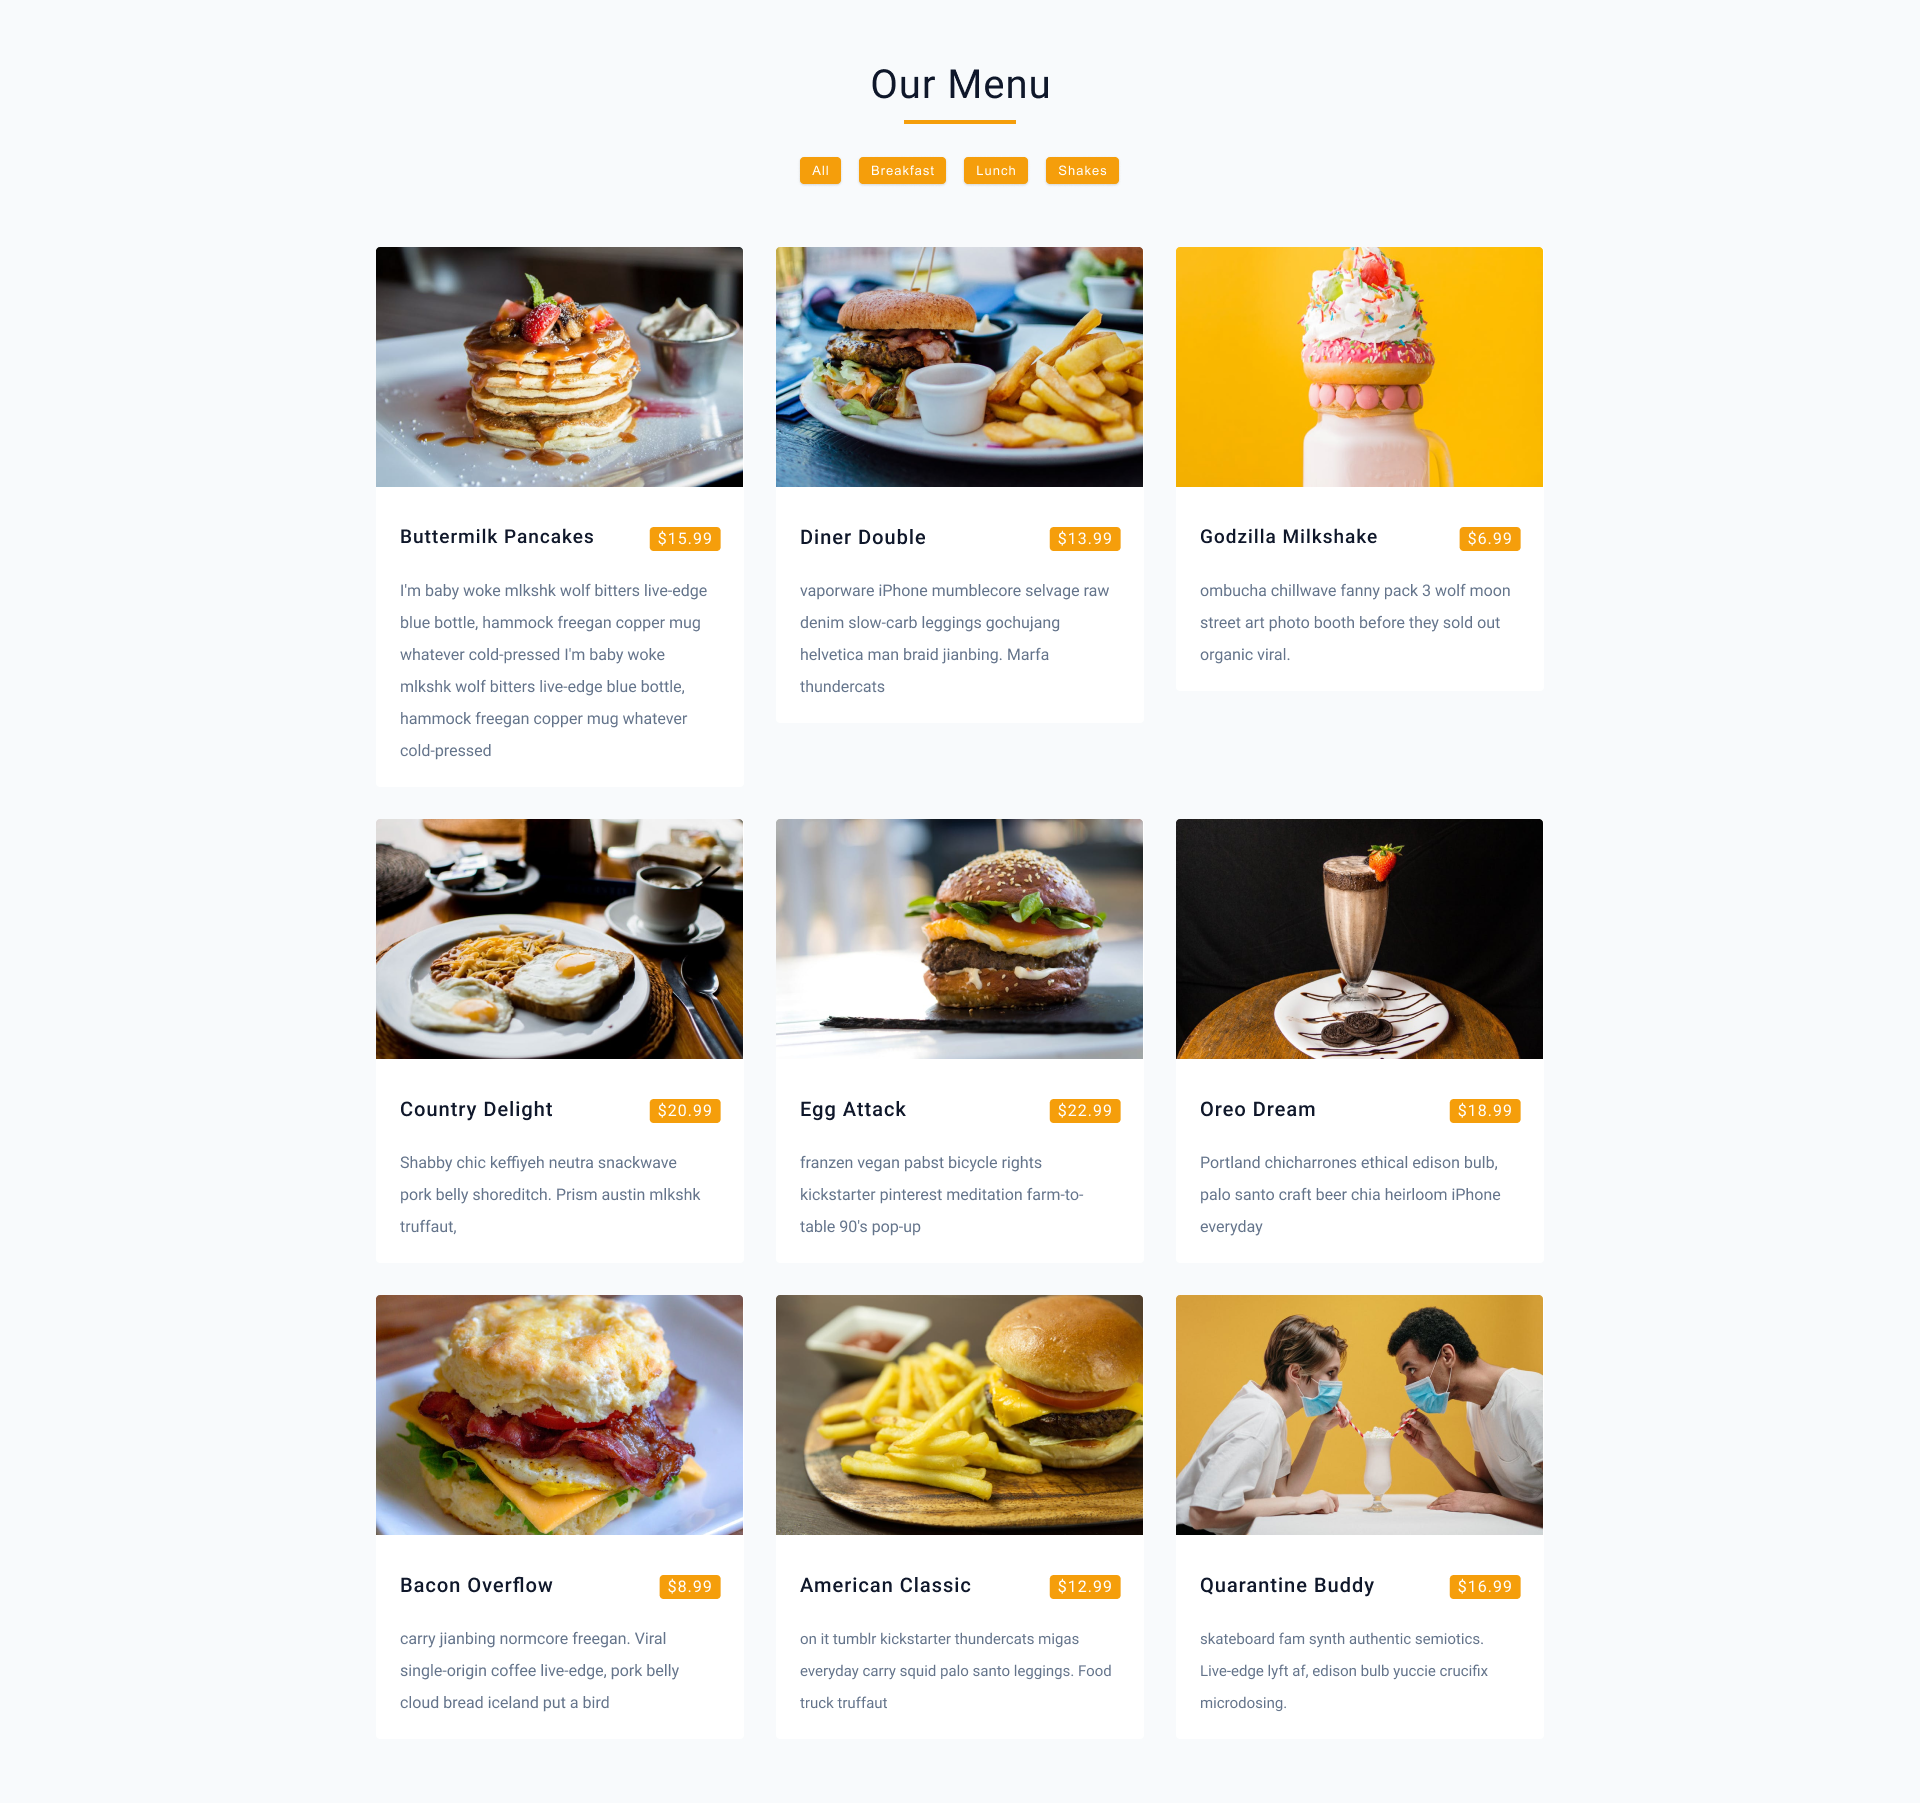 Our Menu
All
Breakfast
Lunch
Shakes
Buttermilk Pancakes
$15.99
I'm baby woke mlkshk wolf bitters live-edge
blue bottle, hammock freegan copper mug
whatever cold-pressed I'm baby woke
mlkshk wolf bitters live-edge blue bottle,
hammock freegan copper mug whatever
cold-pressed
Diner Double
$13.99
vaporware iPhone mumblecore selvage raw
denim slow-carb leggings gochujang
helvetica man braid jianbing. Marfa
thundercats
Godzilla Milkshake
$6.99
ombucha chillwave fanny pack 3 wolf moon
street art photo booth before they sold out
organic viral.
Country Delight
$20.99
Shabby chic keffiyeh neutra snackwave
pork belly shoreditch. Prism austin mlkshk
truffaut,
Egg Attack
$22.99
franzen vegan pabst bicycle rights
kickstarter pinterest meditation farm-to-
table 90's pop-up
Oreo Dream
$18.99
Portland chicharrones ethical edison bulb,
palo santo craft beer chia heirloom iPhone
everyday
Bacon Overflow
$8.99
carry jianbing normcore freegan. Viral
single-origin coffee live-edge, pork belly
cloud bread iceland put a bird
American Classic
$12.99
on it tumblr kickstarter thundercats migas
everyday carry squid palo santo leggings. Food
truck truffaut
Quarantine Buddy
$16.99
skateboard fam synth authentic semiotics.
Live-edge lyft af, edison bulb yuccie crucifix
microdosing.